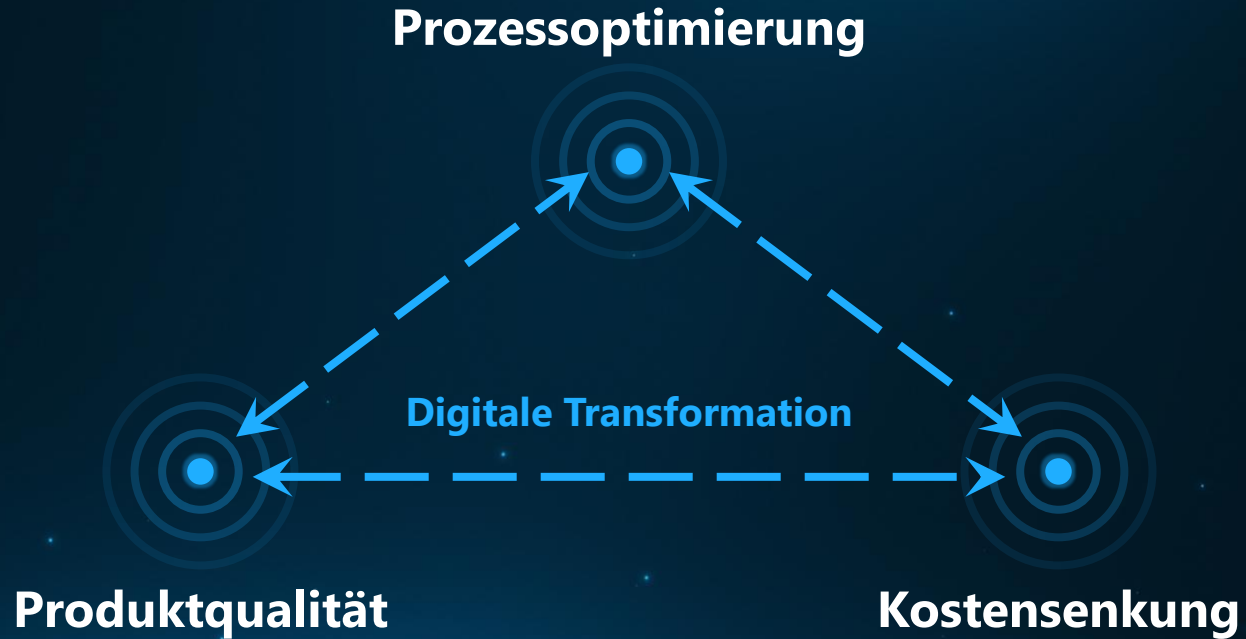 Prozessoptimierung
Digitale Transformation
Produktqualität
Kostensenkung